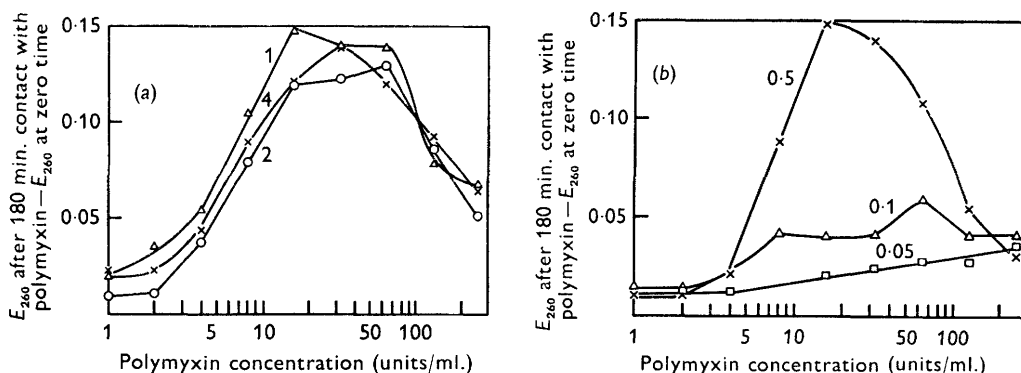 E260 after 180 min. contact with
polymyxin—E260 at zero time
0·15
0·10
0·05
(a)
1
4
2
1
5
10
50
100
Polymyxin concentration (units/ml.)
E260 after 180 min. contact with
polymyxin—E260 at zero time
0·15
0·10
0·05
(b)
0·5
0·1
0·05
1
5
10
50
100
Polymyxin concentration (units/ml.)